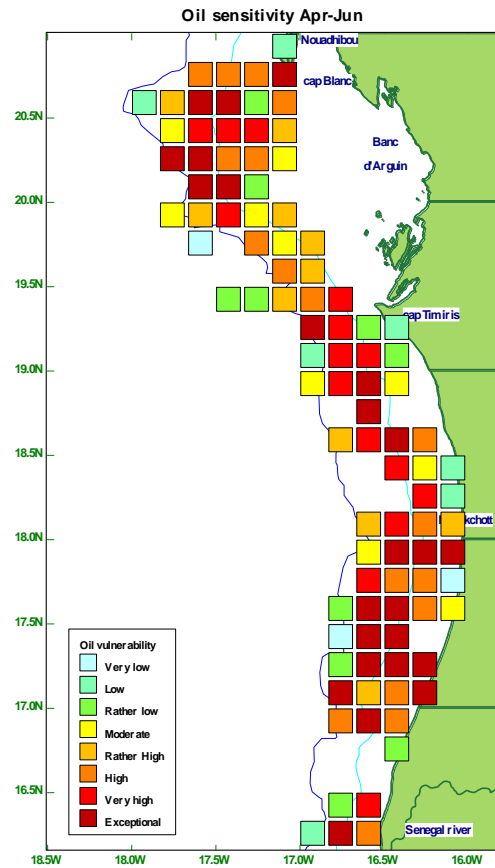 Oil sensitivity Apr-Jun
Nouadhibou
cap Blanc
Banc
d'Arguin
cap Timiris
kchott
Senegal river
20.5N
20.0N
19.5N
19.0N
18.5N
18.0N
17.5N
17.0N
16.5N
Oil vulnerability
Very low
Low
Rather low
Moderate
Rather High
High
Very high
Exceptional
18.5W
18.0W
17.5W
17.0W
16.5W
16.0W